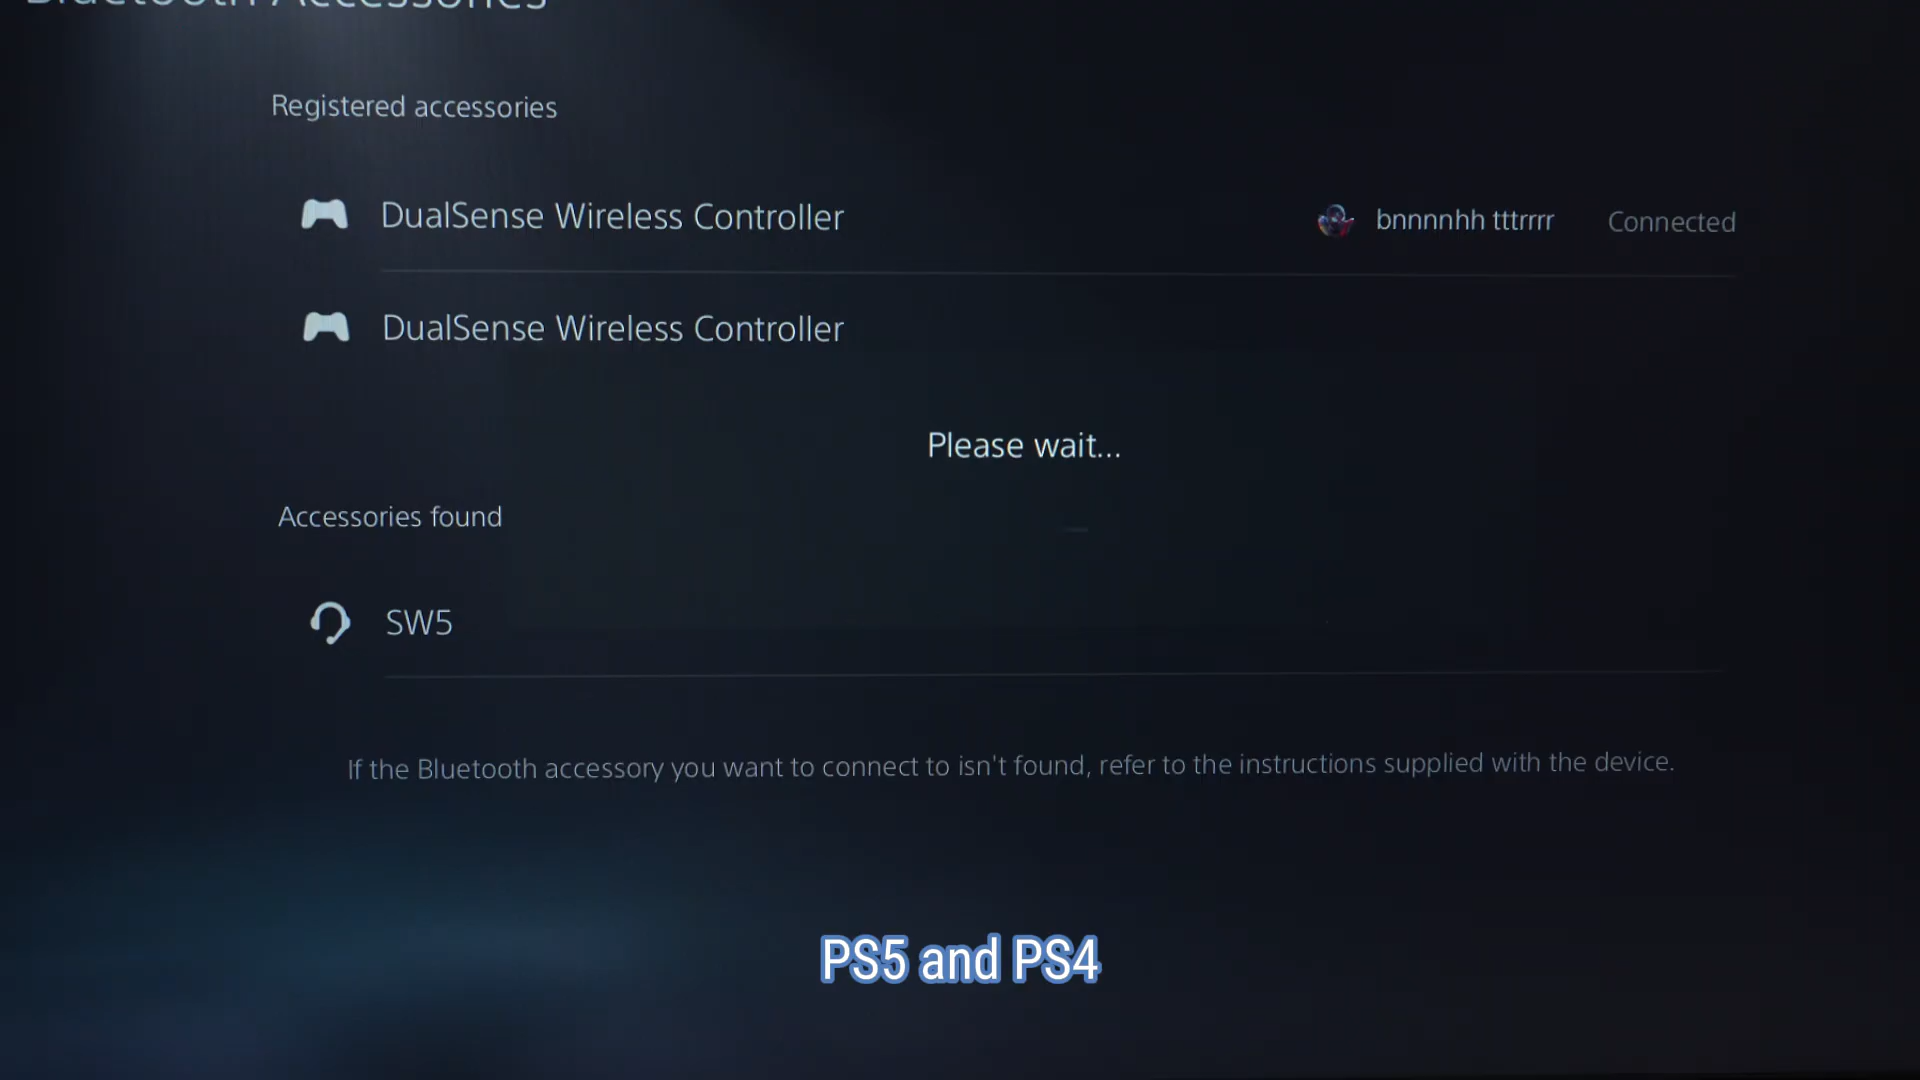 Bluetooth Accessories
Registered accessories
DualSense Wireless Controller bnnnnhh tttrrrr Connected
DualSense Wireless Controller
Please wait...
Accessories found
SW5
If the Bluetooth accessory you want to connect to isn't found, refer to the instructions supplied with the device.
PS5 and PS4